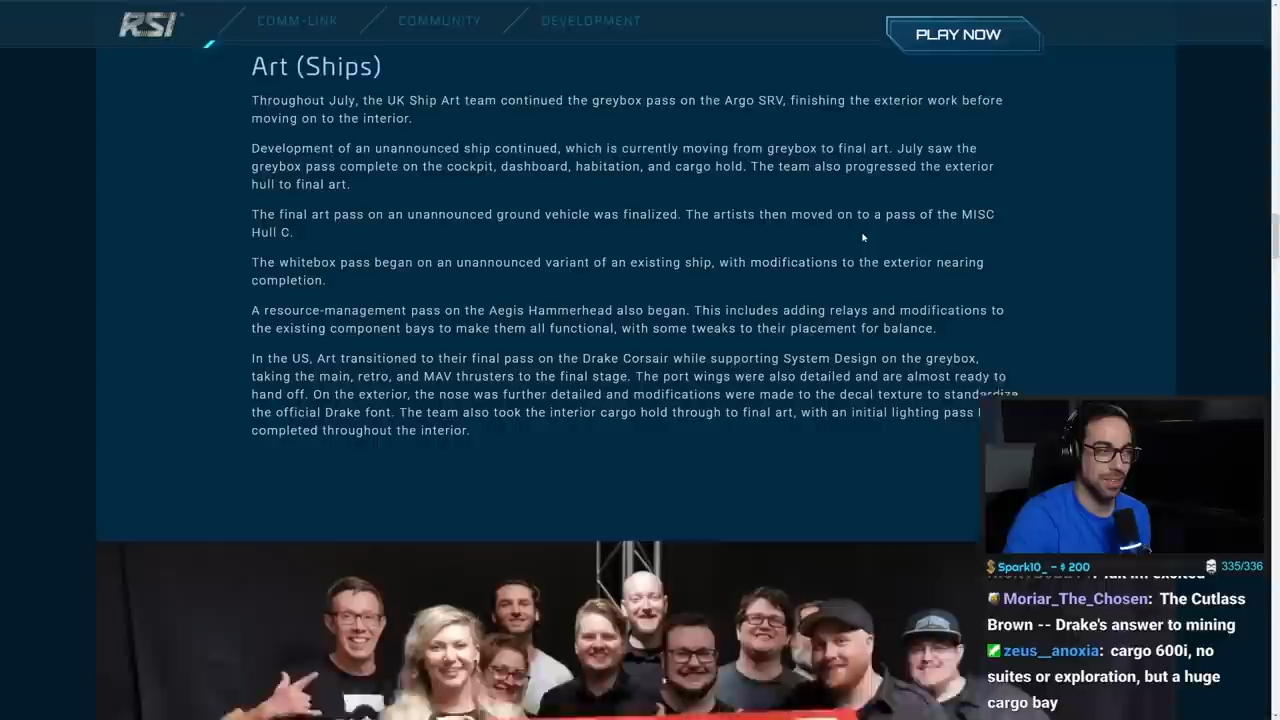 RSI
COMM-LINK
COMMUNITY
DEVELOPMENT
PLAY NOW
Art (Ships)
Throughout July, the UK Ship Art team continued the greybox pass on the Argo SRV, finishing the exterior work before
moving on to the interior.
Development of an unannounced ship continued, which is currently moving from greybox to final art. July saw the
greybox pass complete on the cockpit, dashboard, habitation, and cargo hold. The team also progressed the exterior
hull to final art.
The final art pass on an unannounced ground vehicle was finalized. The artists then moved on to a pass of the MISC
Hull C.
The whitebox pass began on an unannounced variant of an existing ship, with modifications to the exterior nearing
completion.
A resource-management pass on the Aegis Hammerhead also began. This includes adding relays and modifications to
the existing component bays to make them all functional, with some tweaks to their placement for balance.
In the US, Art transitioned to their final pass on the Drake Corsair while supporting System Design on the greybox,
taking the main, retro, and MAV thrusters to the final stage. The port wings were also detailed and are almost ready to
hand off. On the exterior, the nose was further detailed and modifications were made to the decal texture to standardize
the official Drake font. The team also took the interior cargo hold through to final art, with an initial lighting pass
completed throughout the interior.
Spark10_ - $ 200
335/336
Moriar_The_Chosen: The Cutlass
Brown -- Drake's answer to mining
zeus__anoxia: cargo 600i, no
suites or exploration, but a huge
cargo bay